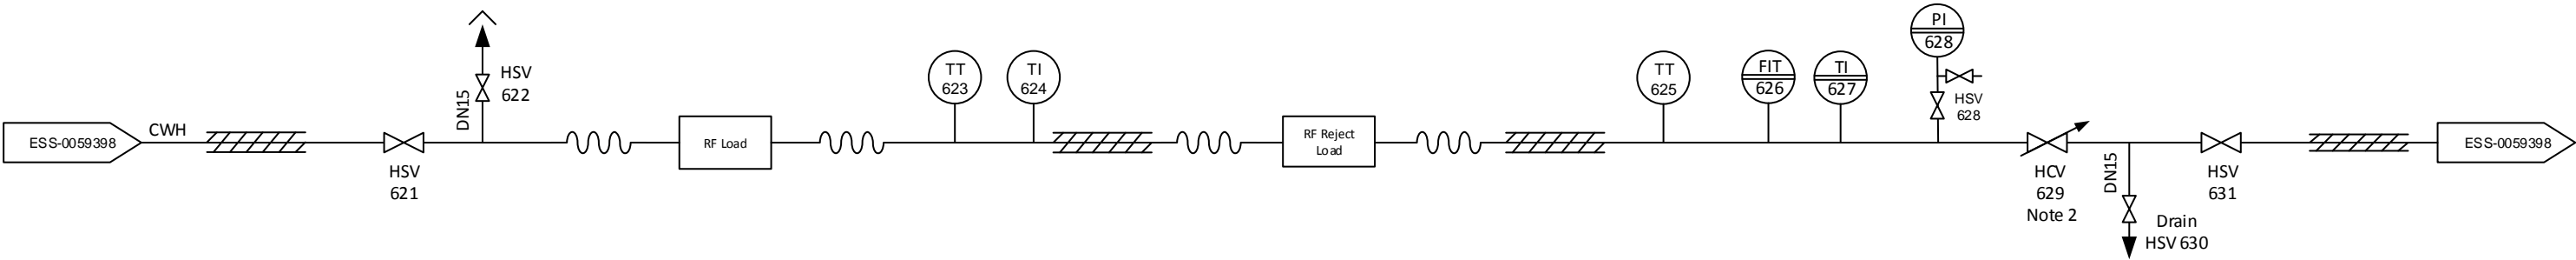 ESS-0059398
CWH
HSV
621
DN15
HSV
622
RF Load
TT
623
TI
624
RF Reject
Load
TT
625
FIT
626
TI
627
PI
628
HSV
628
HCV
629
Note 2
DN15
Drain
HSV 630
HSV
631
ESS-0059398